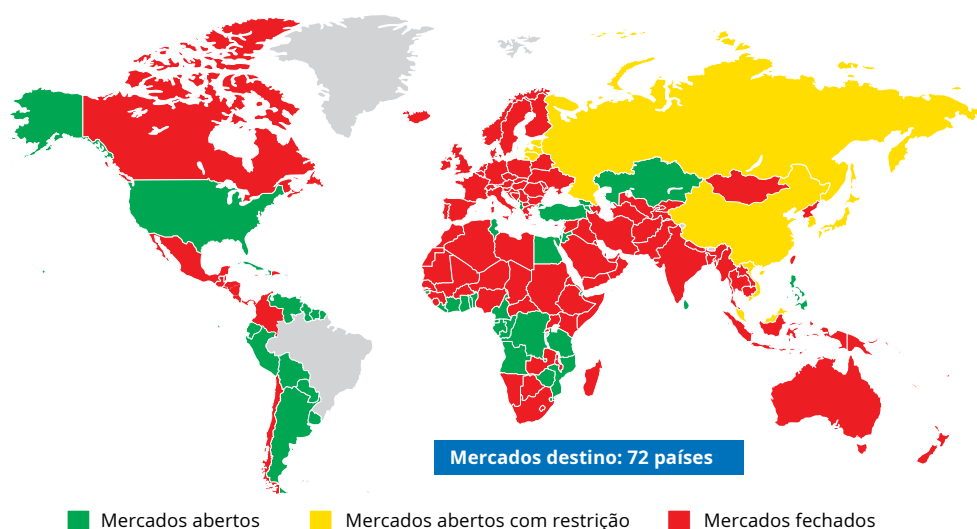 Mercados destino: 72 países
Mercados abertos
Mercados abertos com restrição
Mercados fechados